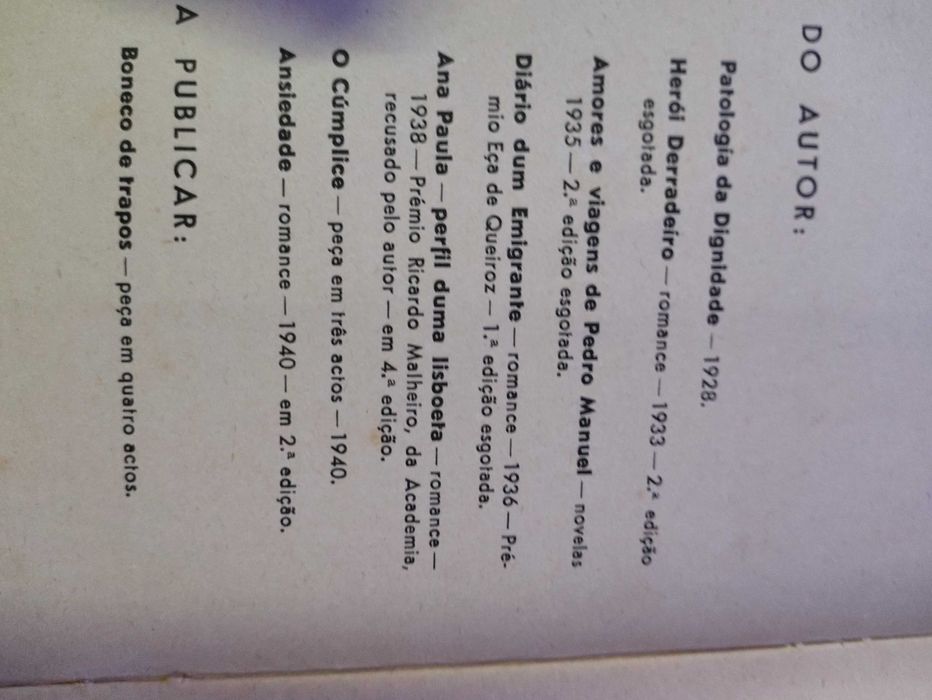 DO AUTOR:
Patologia da Dignidade — 1928.
Herói Derradeiro — romance — 1933 — 2.ª edição
esgotada.
Amores e viagens de Pedro Manuel — novelas
1935 — 2.ª edição esgotada.
Diário dum Emigrante — romance — 1936 — Pré-
mio Eça de Queiroz — 1.ª edição esgotada.
Ana Paula — perfil duma lisboeta — romance —
1938 — Prémio Ricardo Malheiro, da Academia,
recusado pelo autor — em 4.ª edição.
O Cúmplice — peça em três actos — 1940.
Ansiedade — romance — 1940 — em 2.ª edição.
A PUBLICAR:
Boneco de trapos — peça em quatro actos.